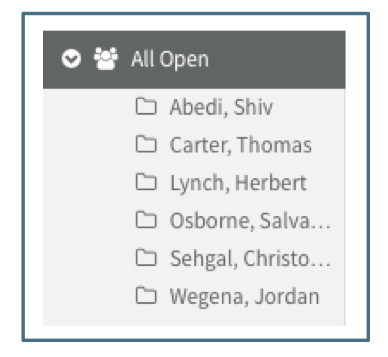 All Open
Abedi, Shiv
Carter, Thomas
Lynch, Herbert
Osborne, Salva...
Sehgal, Christo...
Wegena, Jordan